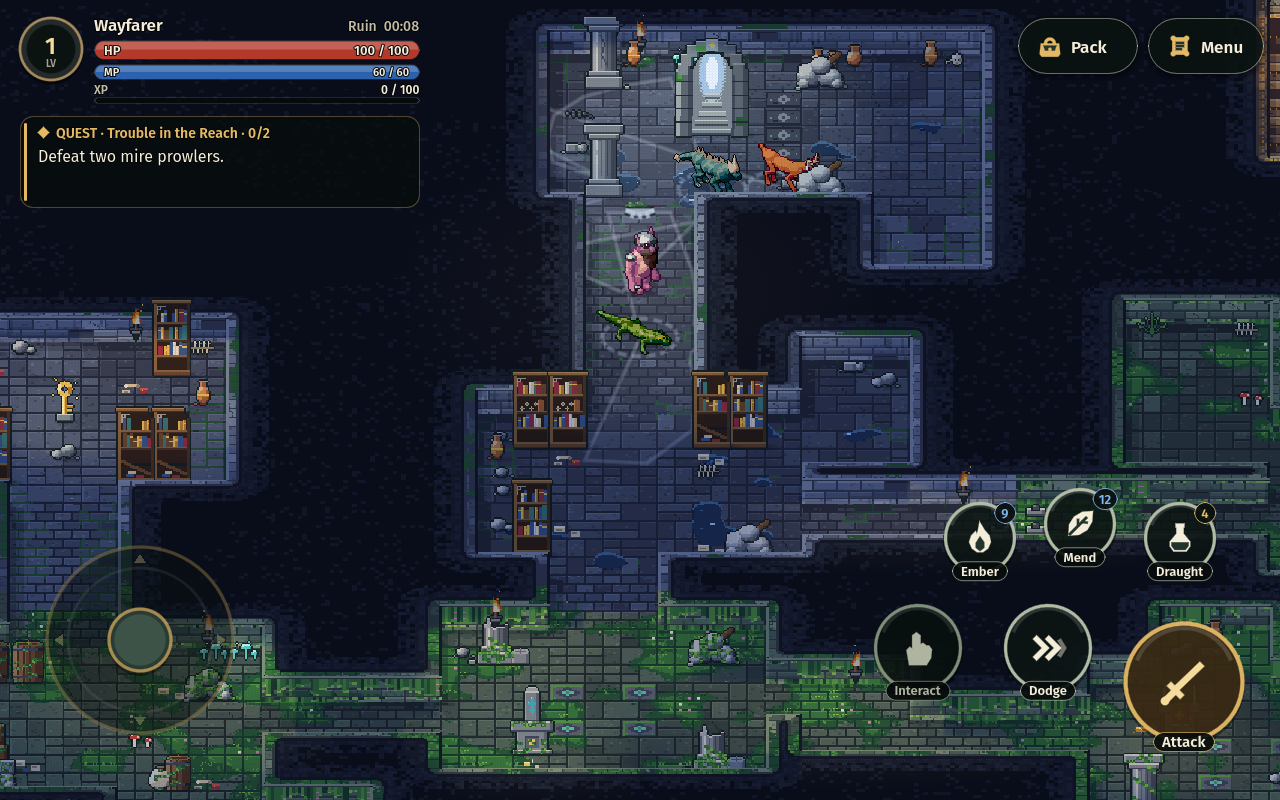 1
LV
Wayfarer
Ruin 00:08
HP 100 / 100
MP 60 / 60
XP 0 / 100
QUEST · Trouble in the Reach · 0/2
Defeat two mire prowlers.
Pack
Menu
9
Ember
12
Mend
4
Draught
Interact
Dodge
Attack